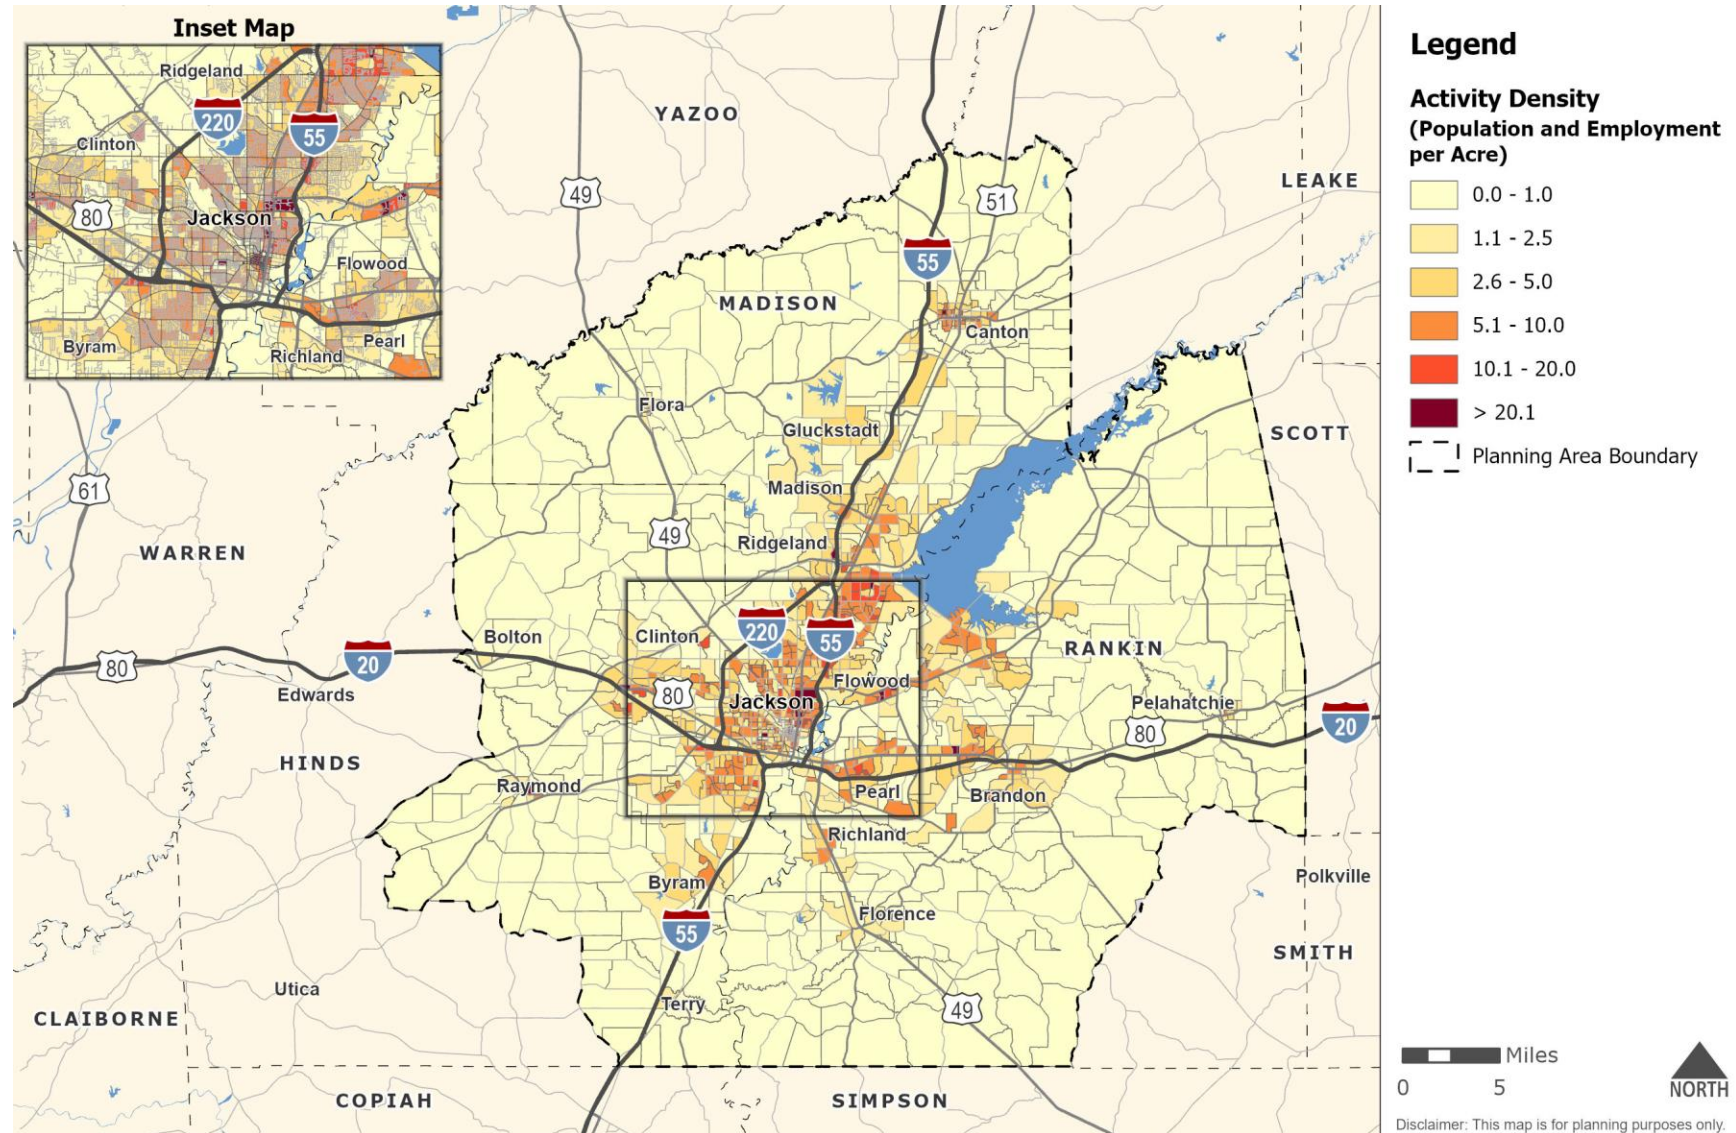 Inset Map
Ridgeland
220
55
Clinton
80
Jackson
Flowood
Byram
Richland
Pearl
YAZOO
49
51
LEAKE
55
MADISON
Canton
Flora
Gluckstadt
SCOTT
61
Madison
49
Ridgeland
WARREN
Bolton
Clinton
220
55
RANKIN
80
20
Edwards
80
Flowood
Jackson
Pelahatchie
80
20
HINDS
Raymond
Pearl
Brandon
Richland
Byram
Polkville
Florence
55
SMITH
Utica
Terry
49
CLAIBORNE
COPIAH
SIMPSON
Legend
Activity Density
(Population and Employment
per Acre)
0.0 - 1.0
1.1 - 2.5
2.6 - 5.0
5.1 - 10.0
10.1 - 20.0
> 20.1
Planning Area Boundary
Miles
0 5
NORTH
Disclaimer: This map is for planning purposes only.